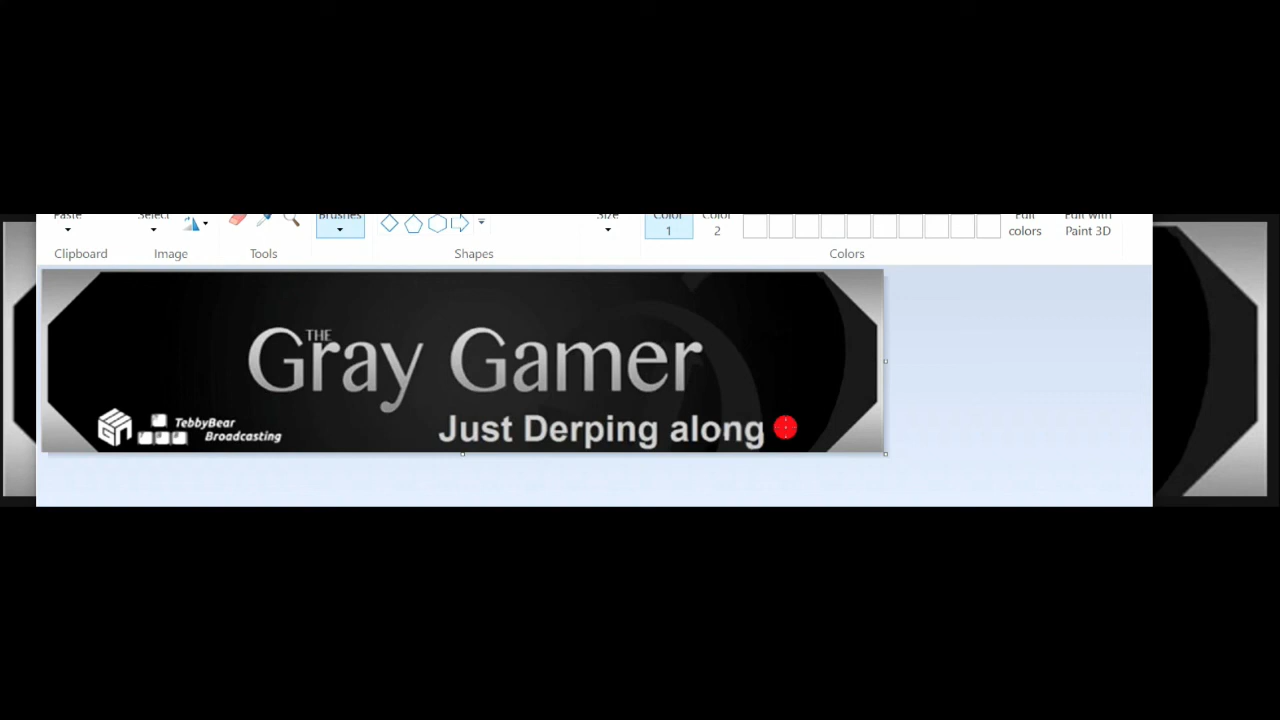 Paste Select Brushes Size Color Color Edit Edit with
1 2 colors Paint 3D
Clipboard Image Tools Shapes Colors
THE
Gray Gamer
TebbyBear
Broadcasting
Just Derping along